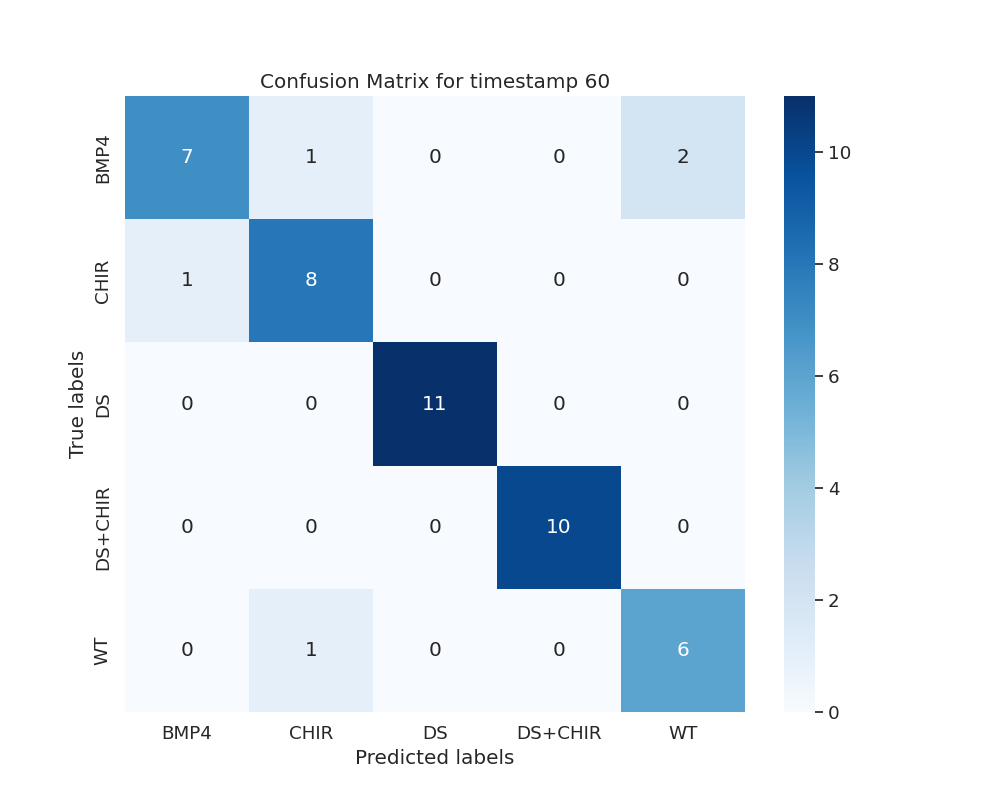 Confusion Matrix for timestamp 60
True labels
BMP4 7 1 0 0 2
CHIR 1 8 0 0 0
DS 0 0 11 0 0
DS+CHIR 0 0 0 10 0
WT 0 1 0 0 6
BMP4 CHIR DS DS+CHIR WT
Predicted labels
10
8
6
4
2
0